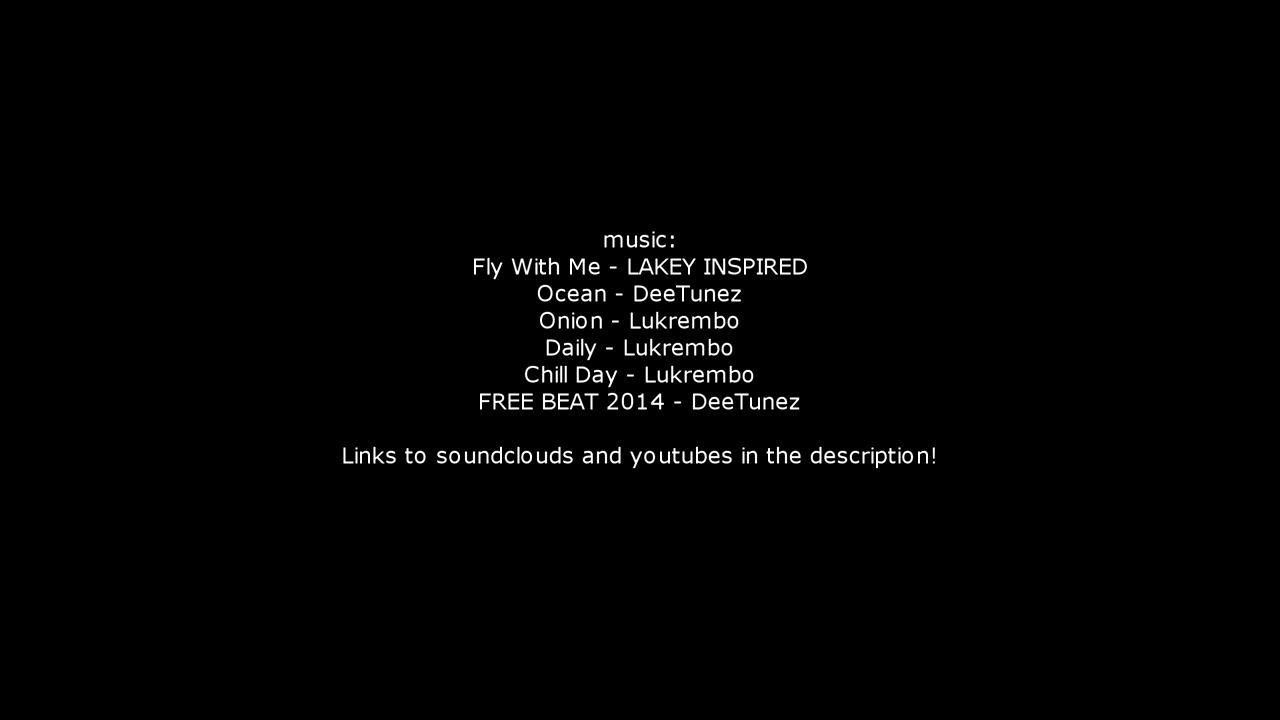 music:
Fly With Me - LAKEY INSPIRED
Ocean - DeeTunez
Onion - Lukrembo
Daily - Lukrembo
Chill Day - Lukrembo
FREE BEAT 2014 - DeeTunez
Links to soundclouds and youtubes in the description!